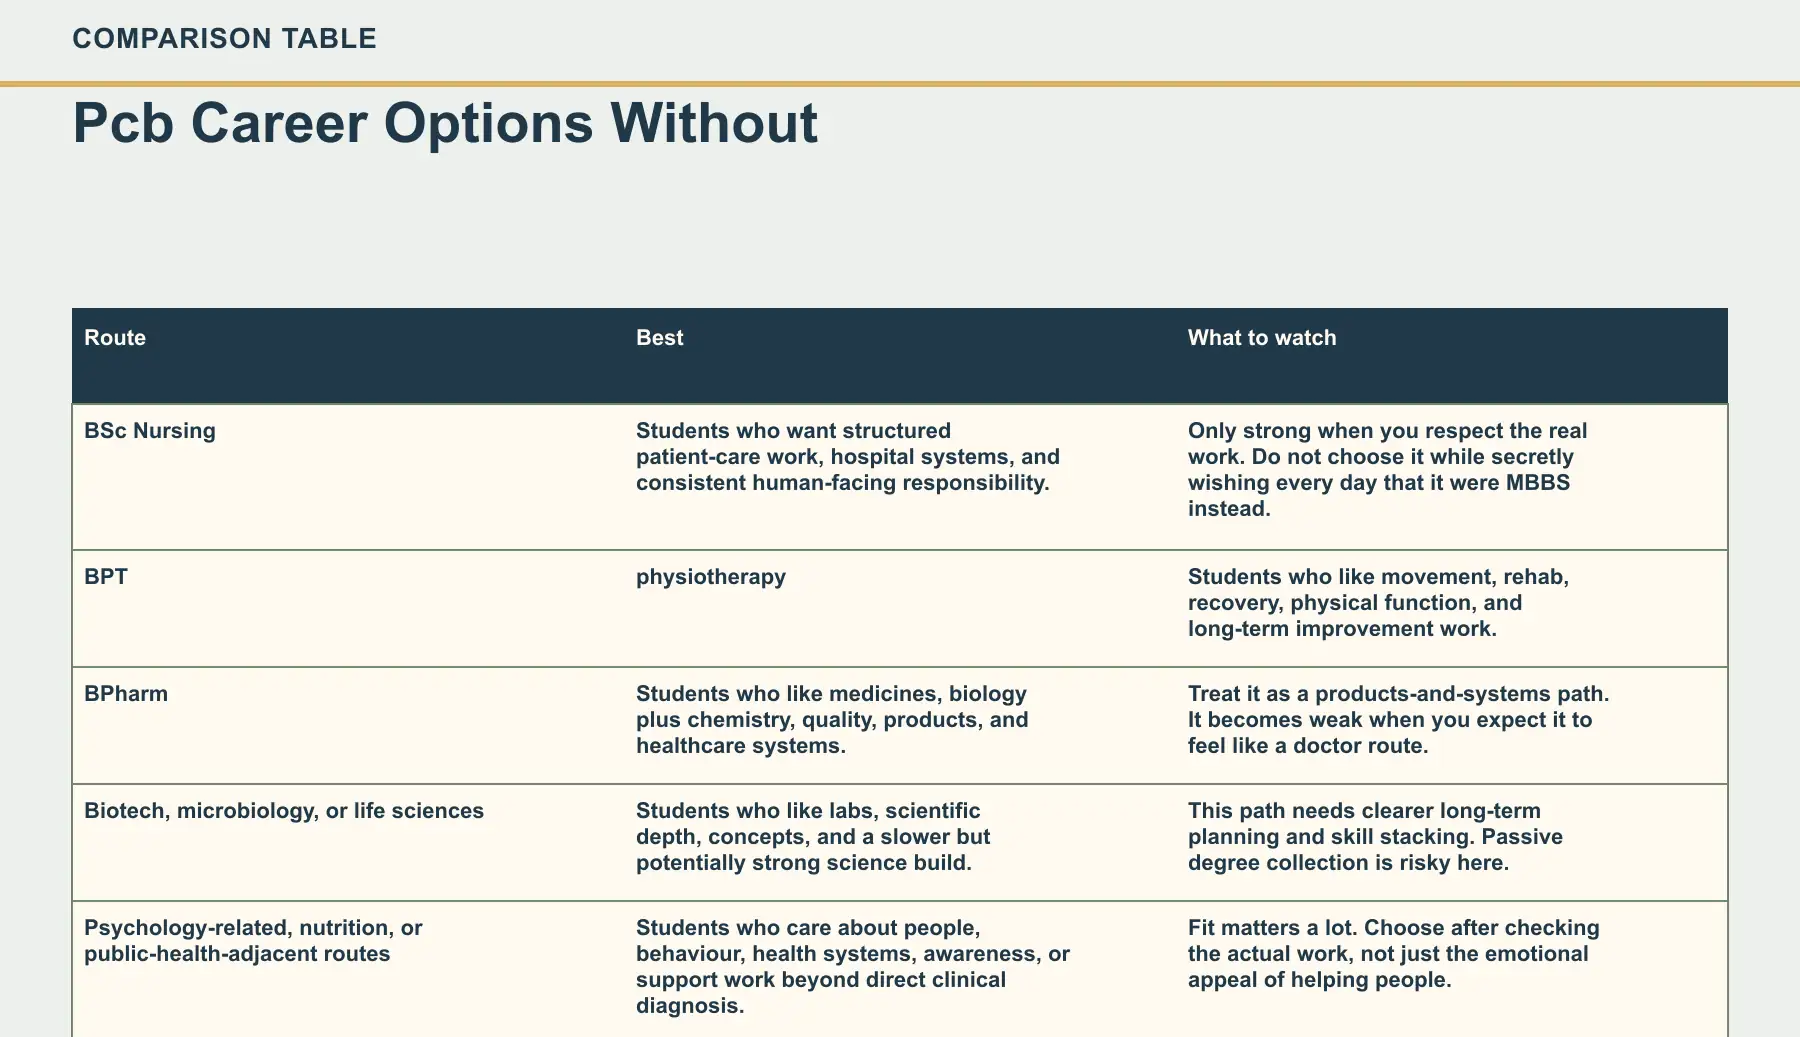 COMPARISON TABLE
Pcb Career Options Without
Route
Best
What to watch
BSc Nursing
Students who want structured
patient-care work, hospital systems, and
consistent human-facing responsibility.
Only strong when you respect the real
work. Do not choose it while secretly
wishing every day that it were MBBS
instead.
BPT
physiotherapy
Students who like movement, rehab,
recovery, physical function, and
long-term improvement work.
BPharm
Students who like medicines, biology
plus chemistry, quality, products, and
healthcare systems.
Treat it as a products-and-systems path.
It becomes weak when you expect it to
feel like a doctor route.
Biotech, microbiology, or life sciences
Students who like labs, scientific
depth, concepts, and a slower but
potentially strong science build.
This path needs clearer long-term
planning and skill stacking. Passive
degree collection is risky here.
Psychology-related, nutrition, or
public-health-adjacent routes
Students who care about people,
behaviour, health systems, awareness, or
support work beyond direct clinical
diagnosis.
Fit matters a lot. Choose after checking
the actual work, not just the emotional
appeal of helping people.